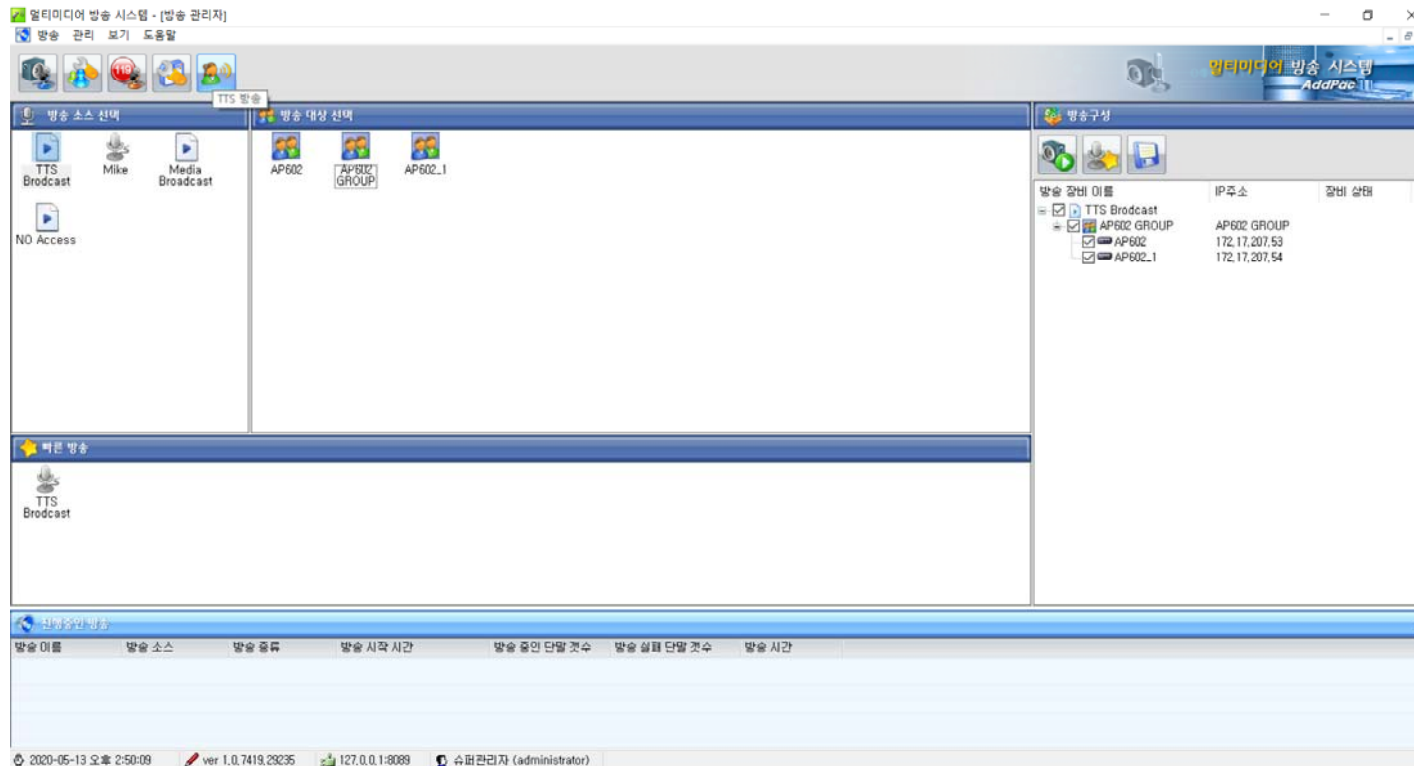 멀티미디어 방송 시스템 - [방송 관리자]
방송 관리 보기 도움말
119
TTS 방송
멀티미디어 방송 시스템
AddPac
방송 소스 선택
방송 대상 선택
방송구성
TTS Brodcast
Mike
Media Broadcast
NO Access
AP602
AP602 GROUP
AP602_1
방송 장비 이름 IP주소 장비 상태
TTS Brodcast
AP602 GROUP AP602 GROUP
AP602 172,17,207,53
AP602_1 172,17,207,54
빠른 방송
TTS Brodcast
진행중인 방송
방송 이름 방송 소스 방송 종류 방송 시작 시간 방송 중인 단말 갯수 방송 실패 단말 갯수 방송 시간
2020-05-13 오후 2:50:09 ver 1,0,7419,29235 127,0,0,1:8089 슈퍼관리자 (administrator)